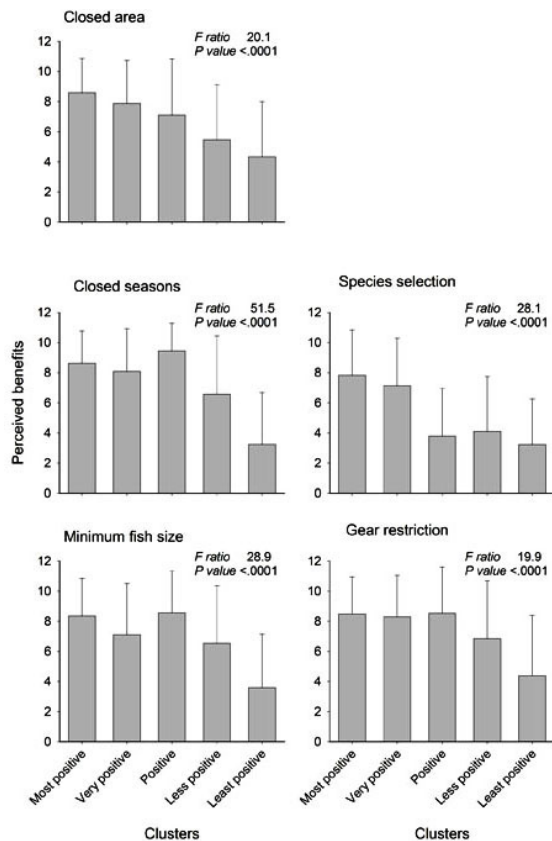 Closed area
F ratio 20.1
P value <.0001
12
10
8
6
4
2
0
Closed seasons
F ratio 51.5
P value <.0001
12
10
8
6
4
2
0
Species selection
F ratio 28.1
P value <.0001
12
10
8
6
4
2
0
Perceived benefits
Minimum fish size
F ratio 28.9
P value <.0001
12
10
8
6
4
2
0
Gear restriction
F ratio 19.9
P value <.0001
12
10
8
6
4
2
0
Most positive
Very positive
Positive
Less positive
Least positive
Most positive
Very positive
Positive
Less positive
Least positive
Clusters
Clusters